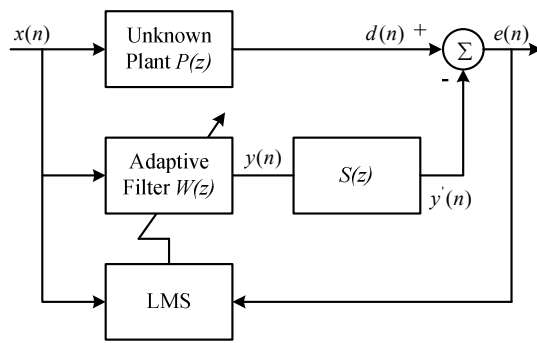 x(n)
Unknown
Plant P(z)
d(n) +
Σ
e(n)
-
Adaptive
Filter W(z)
y(n)
S(z)
y'(n)
LMS